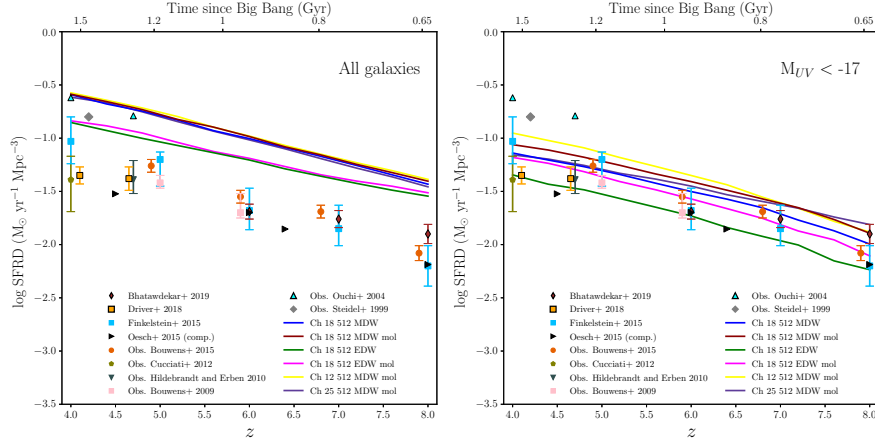 Time since Big Bang (Gyr)
1.5 1.2 0.9 0.65
All galaxies
log SFRD (M⊙ yr−1 Mpc−3)
0.0
−0.5
−1.0
−1.5
−2.0
−2.5
−3.0
−3.5
Bhatawdekar+ 2019
Driver+ 2018
Finkelstein+ 2015
Oesch+ 2015 (comp.)
Obs. Bouwens+ 2015
Obs. Cucciati+ 2012
Obs. Hildebrandt and Erben 2010
Obs. Bouwens+ 2009
Obs. Ouchi+ 2004
Obs. Steidel+ 1999
Ch 18 512 MDW
Ch 18 512 MDW mol
Ch 18 512 EDW
Ch 18 512 EDW mol
Ch 12 512 MDW mol
Ch 25 512 MDW mol
4.0 4.5 5.0 5.5 6.0 6.5 7.0 7.5 8.0
z
Time since Big Bang (Gyr)
1.5 1.2 0.9 0.65
MUV < -17
log SFRD (M⊙ yr−1 Mpc−3)
0.0
−0.5
−1.0
−1.5
−2.0
−2.5
−3.0
−3.5
Bhatawdekar+ 2019
Driver+ 2018
Finkelstein+ 2015
Oesch+ 2015 (comp.)
Obs. Bouwens+ 2015
Obs. Cucciati+ 2012
Obs. Hildebrandt and Erben 2010
Obs. Bouwens+ 2009
Obs. Ouchi+ 2004
Obs. Steidel+ 1999
Ch 18 512 MDW
Ch 18 512 MDW mol
Ch 18 512 EDW
Ch 18 512 EDW mol
Ch 12 512 MDW mol
Ch 25 512 MDW mol
4.0 4.5 5.0 5.5 6.0 6.5 7.0 7.5 8.0
z